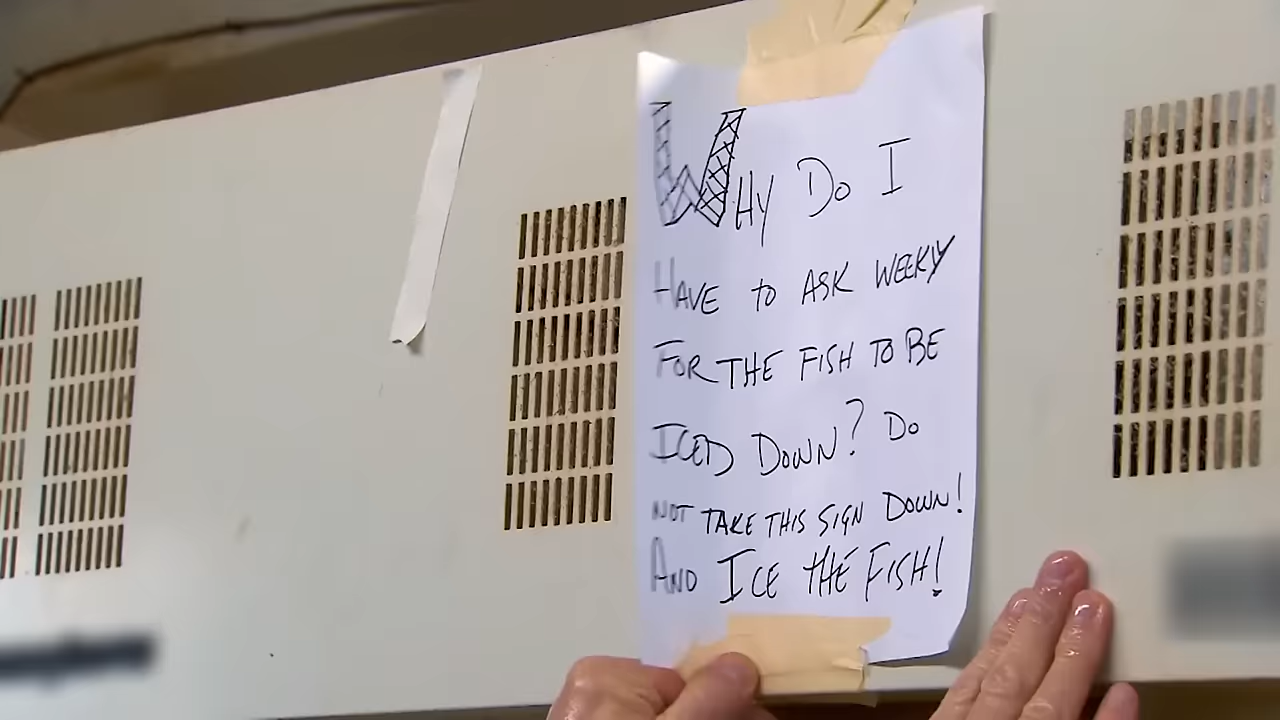 WHY DO I
HAVE TO ASK WEEKLY
FOR THE FISH TO BE
ICED DOWN? DO
NOT TAKE THIS SIGN DOWN!
AND ICE THE FISH!